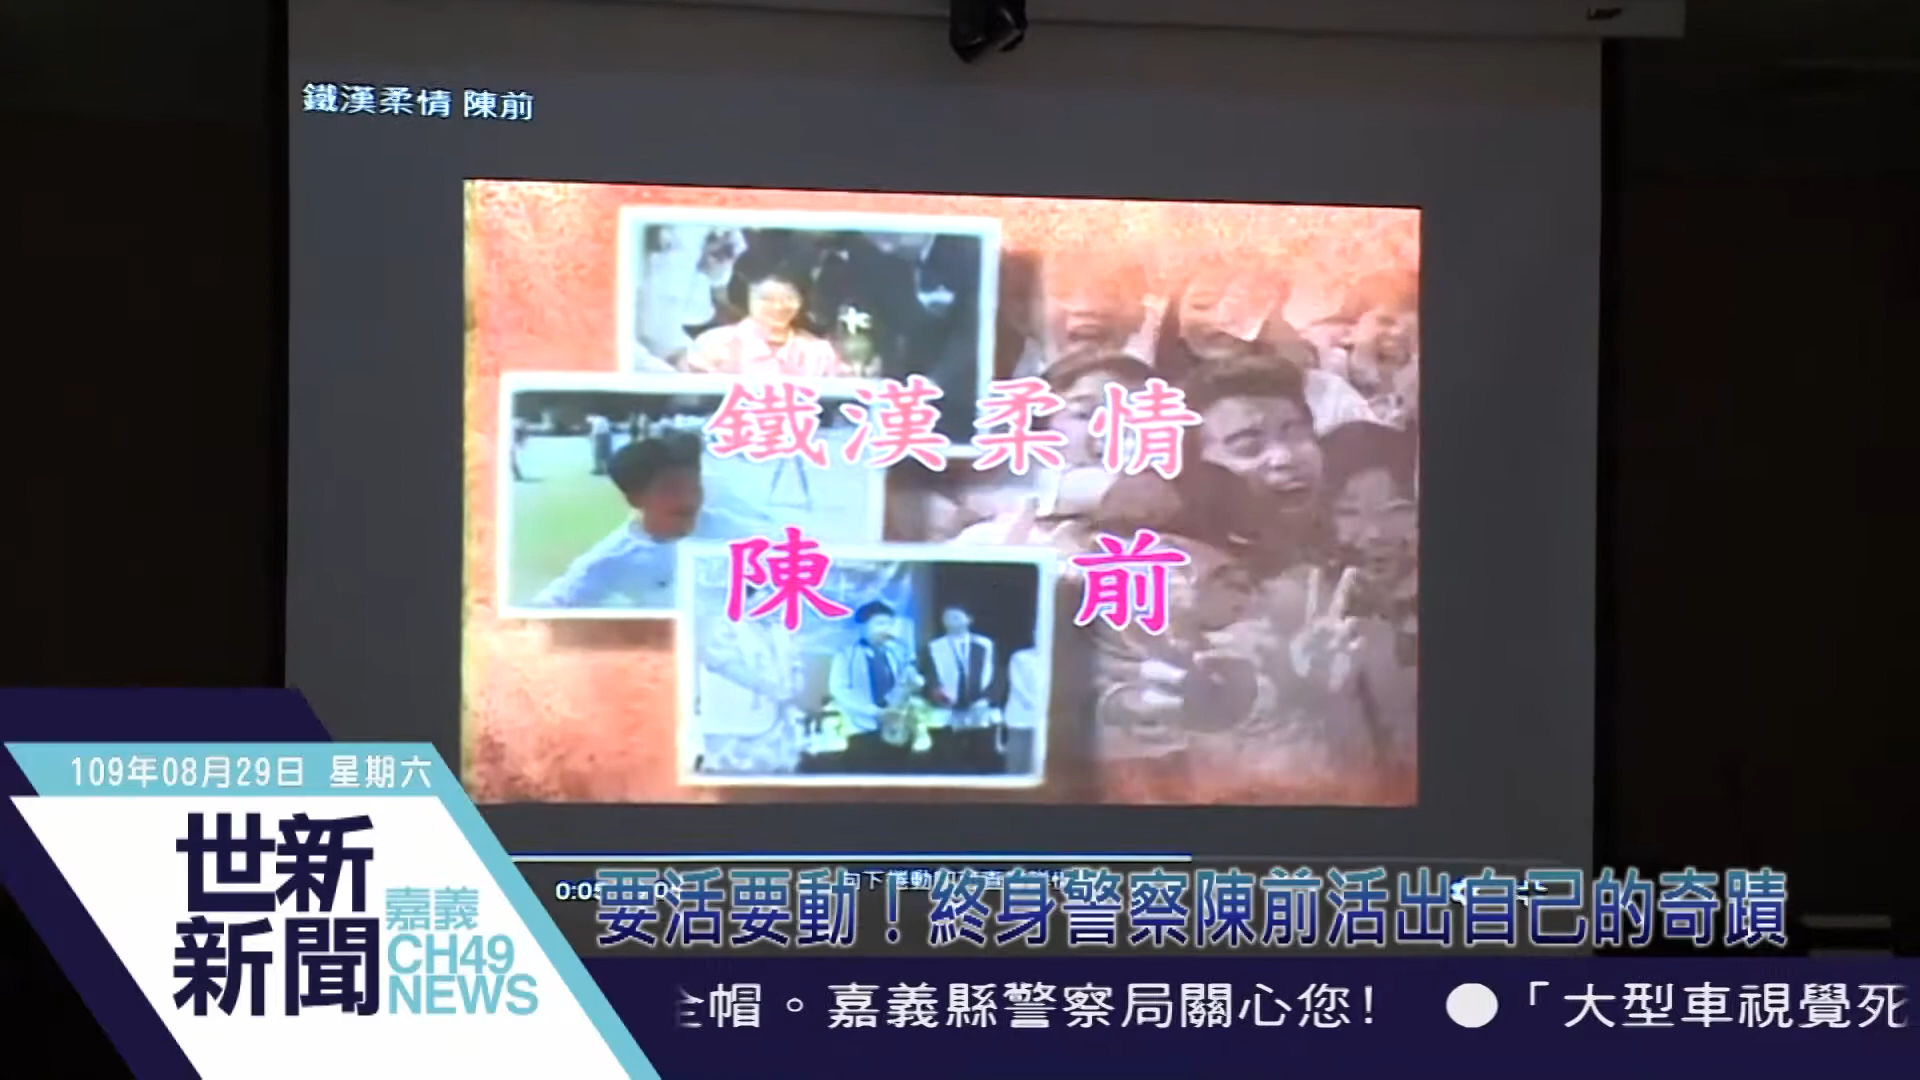 鐵漢柔情 陳前
鐵漢柔情
陳 前
109年08月29日 星期六
世新
新聞
嘉義
CH49
NEWS
要活要動！終身警察陳前活出自己的奇蹟
全帽。嘉義縣警察局關心您！ ●「大型車視覺死